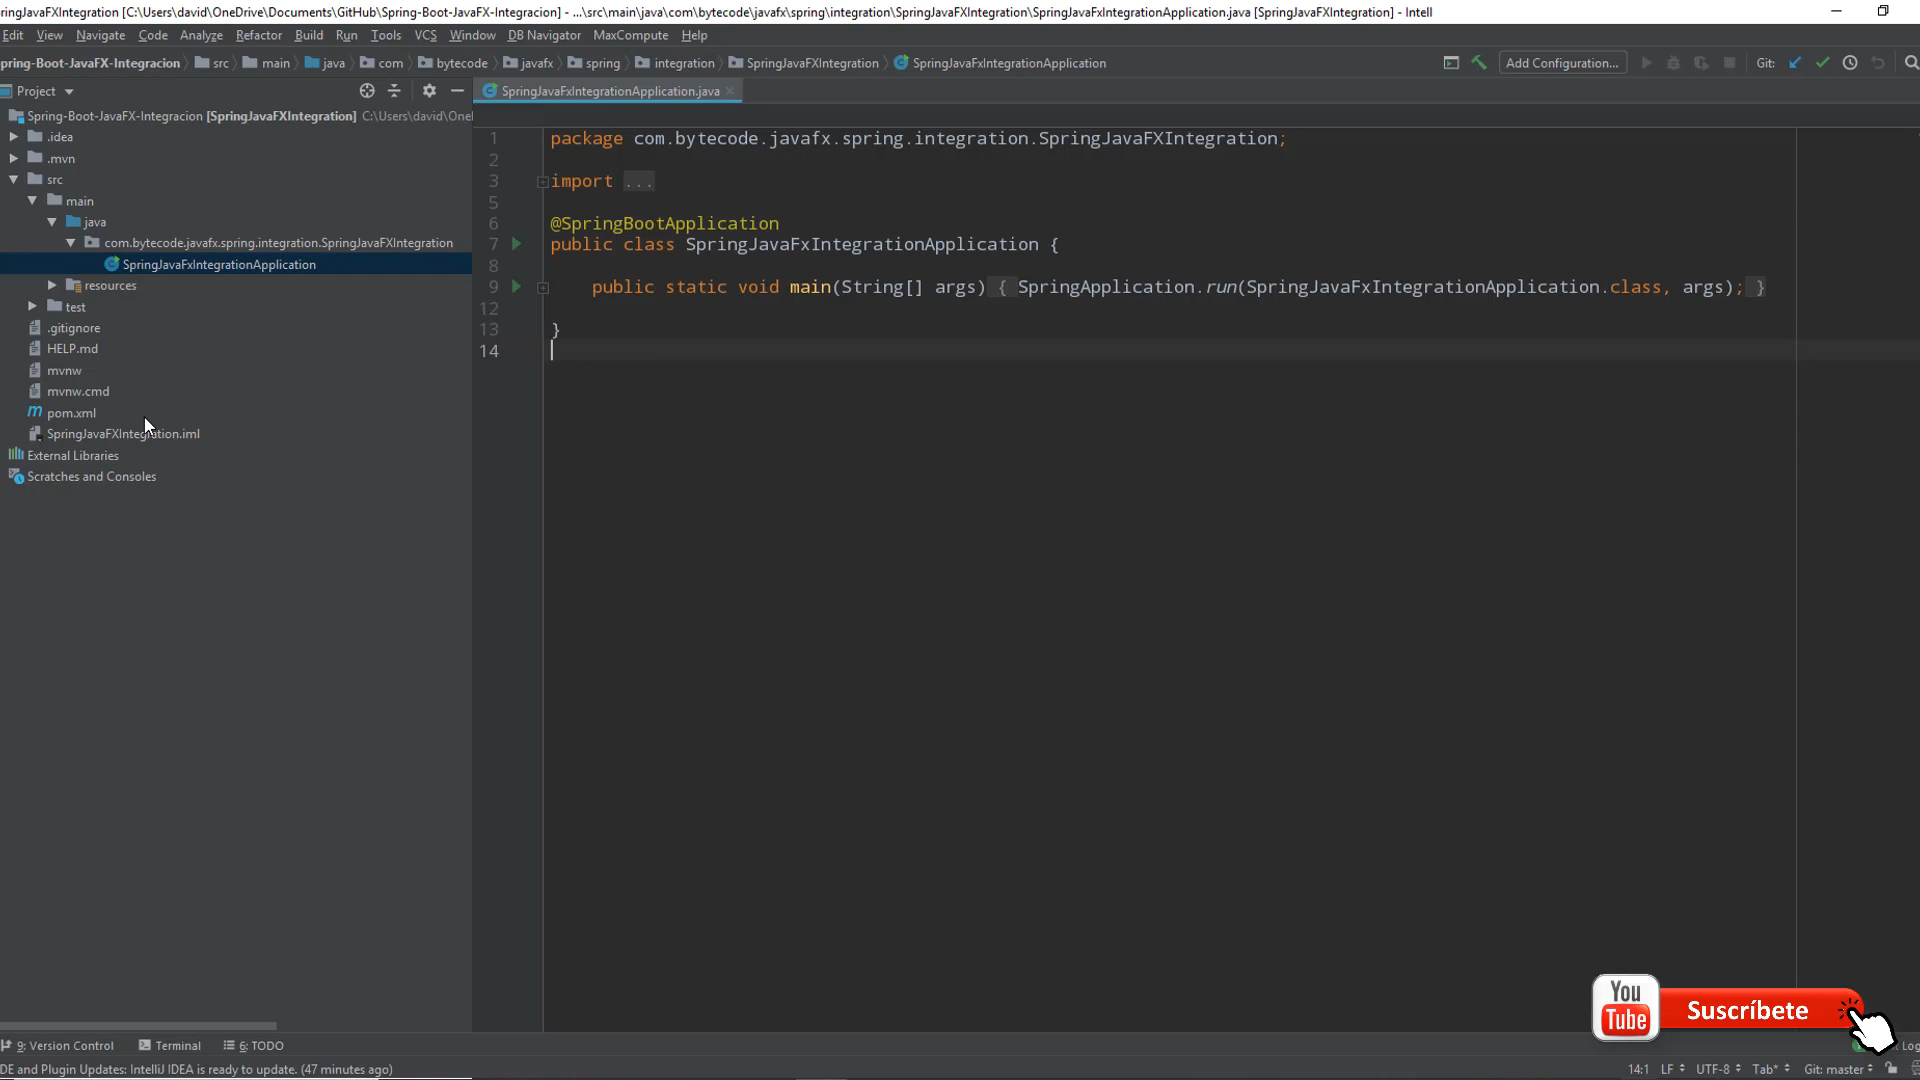 ringJavaFXIntegration [C:\Users\david\OneDrive\Documents\GitHub\Spring-Boot-JavaFX-Integracion] - ...\src\main\java\com\bytecode\javafx\spring\integration\SpringJavaFXIntegration\SpringJavaFxIntegrationApplication.java [SpringJavaFXIntegration] - Intell
Edit View Navigate Code Analyze Refactor Build Run Tools VCS Window DB Navigator MaxCompute Help
pring-Boot-JavaFX-Integracion src main java com bytecode javafx spring integration SpringJavaFXIntegration SpringJavaFxIntegrationApplication Add Configuration... Git:
Project SpringJavaFxIntegrationApplication.java
Spring-Boot-JavaFX-Integracion [SpringJavaFXIntegration] C:\Users\david\OneI
.idea
.mvn
src
main
java
com.bytecode.javafx.spring.integration.SpringJavaFXIntegration
SpringJavaFxIntegrationApplication
resources
test
.gitignore
HELP.md
mvnw
mvnw.cmd
pom.xml
SpringJavaFXIntegration.iml
External Libraries
Scratches and Consoles
1 package com.bytecode.javafx.spring.integration.SpringJavaFXIntegration;
2
3 import ...
5
6 @SpringBootApplication
7 public class SpringJavaFxIntegrationApplication {
8
9 public static void main(String[] args) { SpringApplication.run(SpringJavaFxIntegrationApplication.class, args); }
12
13 }
14
You Tube Suscríbete
9: Version Control Terminal 6: TODO Log
DE and Plugin Updates: IntelliJ IDEA is ready to update. (47 minutes ago) 14:1 LF UTF-8 Tab* Git: master